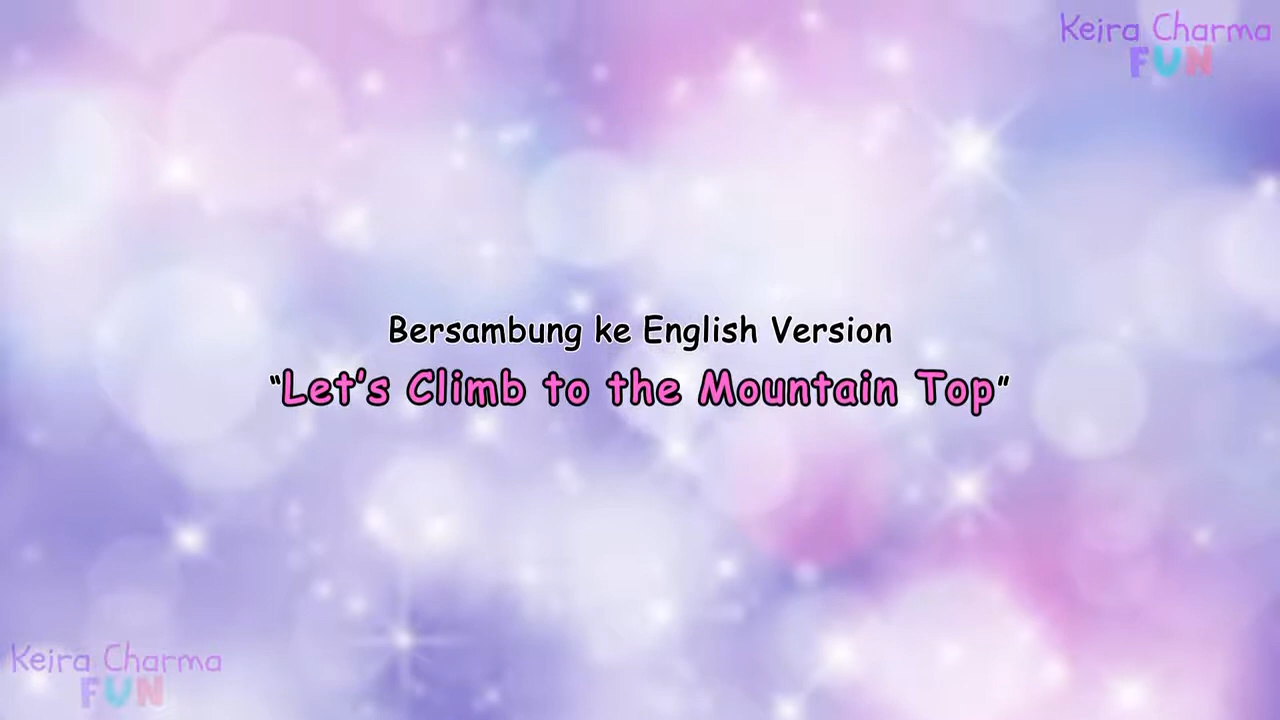 Keira Charma
FUN
Bersambung ke English Version
“Let’s Climb to the Mountain Top”
Keira Charma
FUN